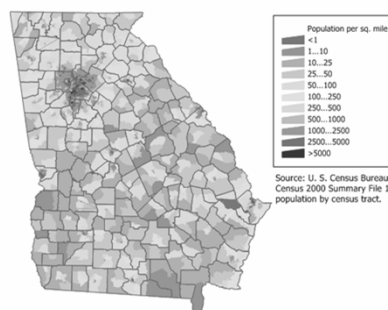 Population per sq. mile
<1
1...10
10...25
25...50
50...100
100...250
250...500
500...1000
1000...2500
2500...5000
>5000
Source: U. S. Census Bureau
Census 2000 Summary File 1
population by census tract.